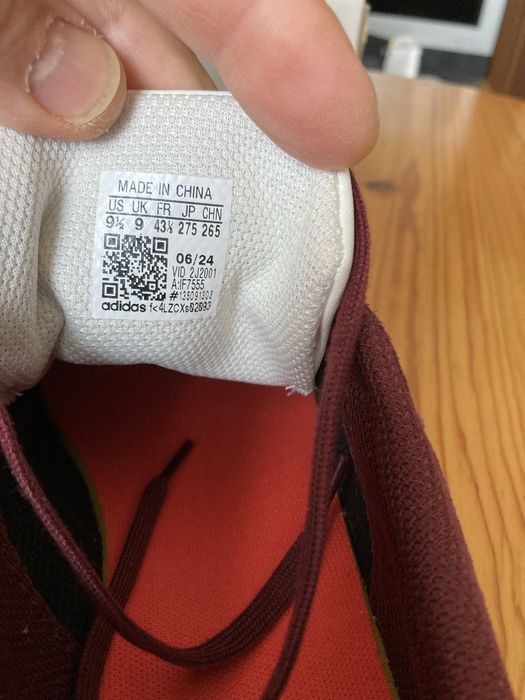 MADE IN CHINA
US UK FR JP CHN
9½ 9 43⅓ 275 265
06/24
VID 2J2001
A:IF7555
adidas